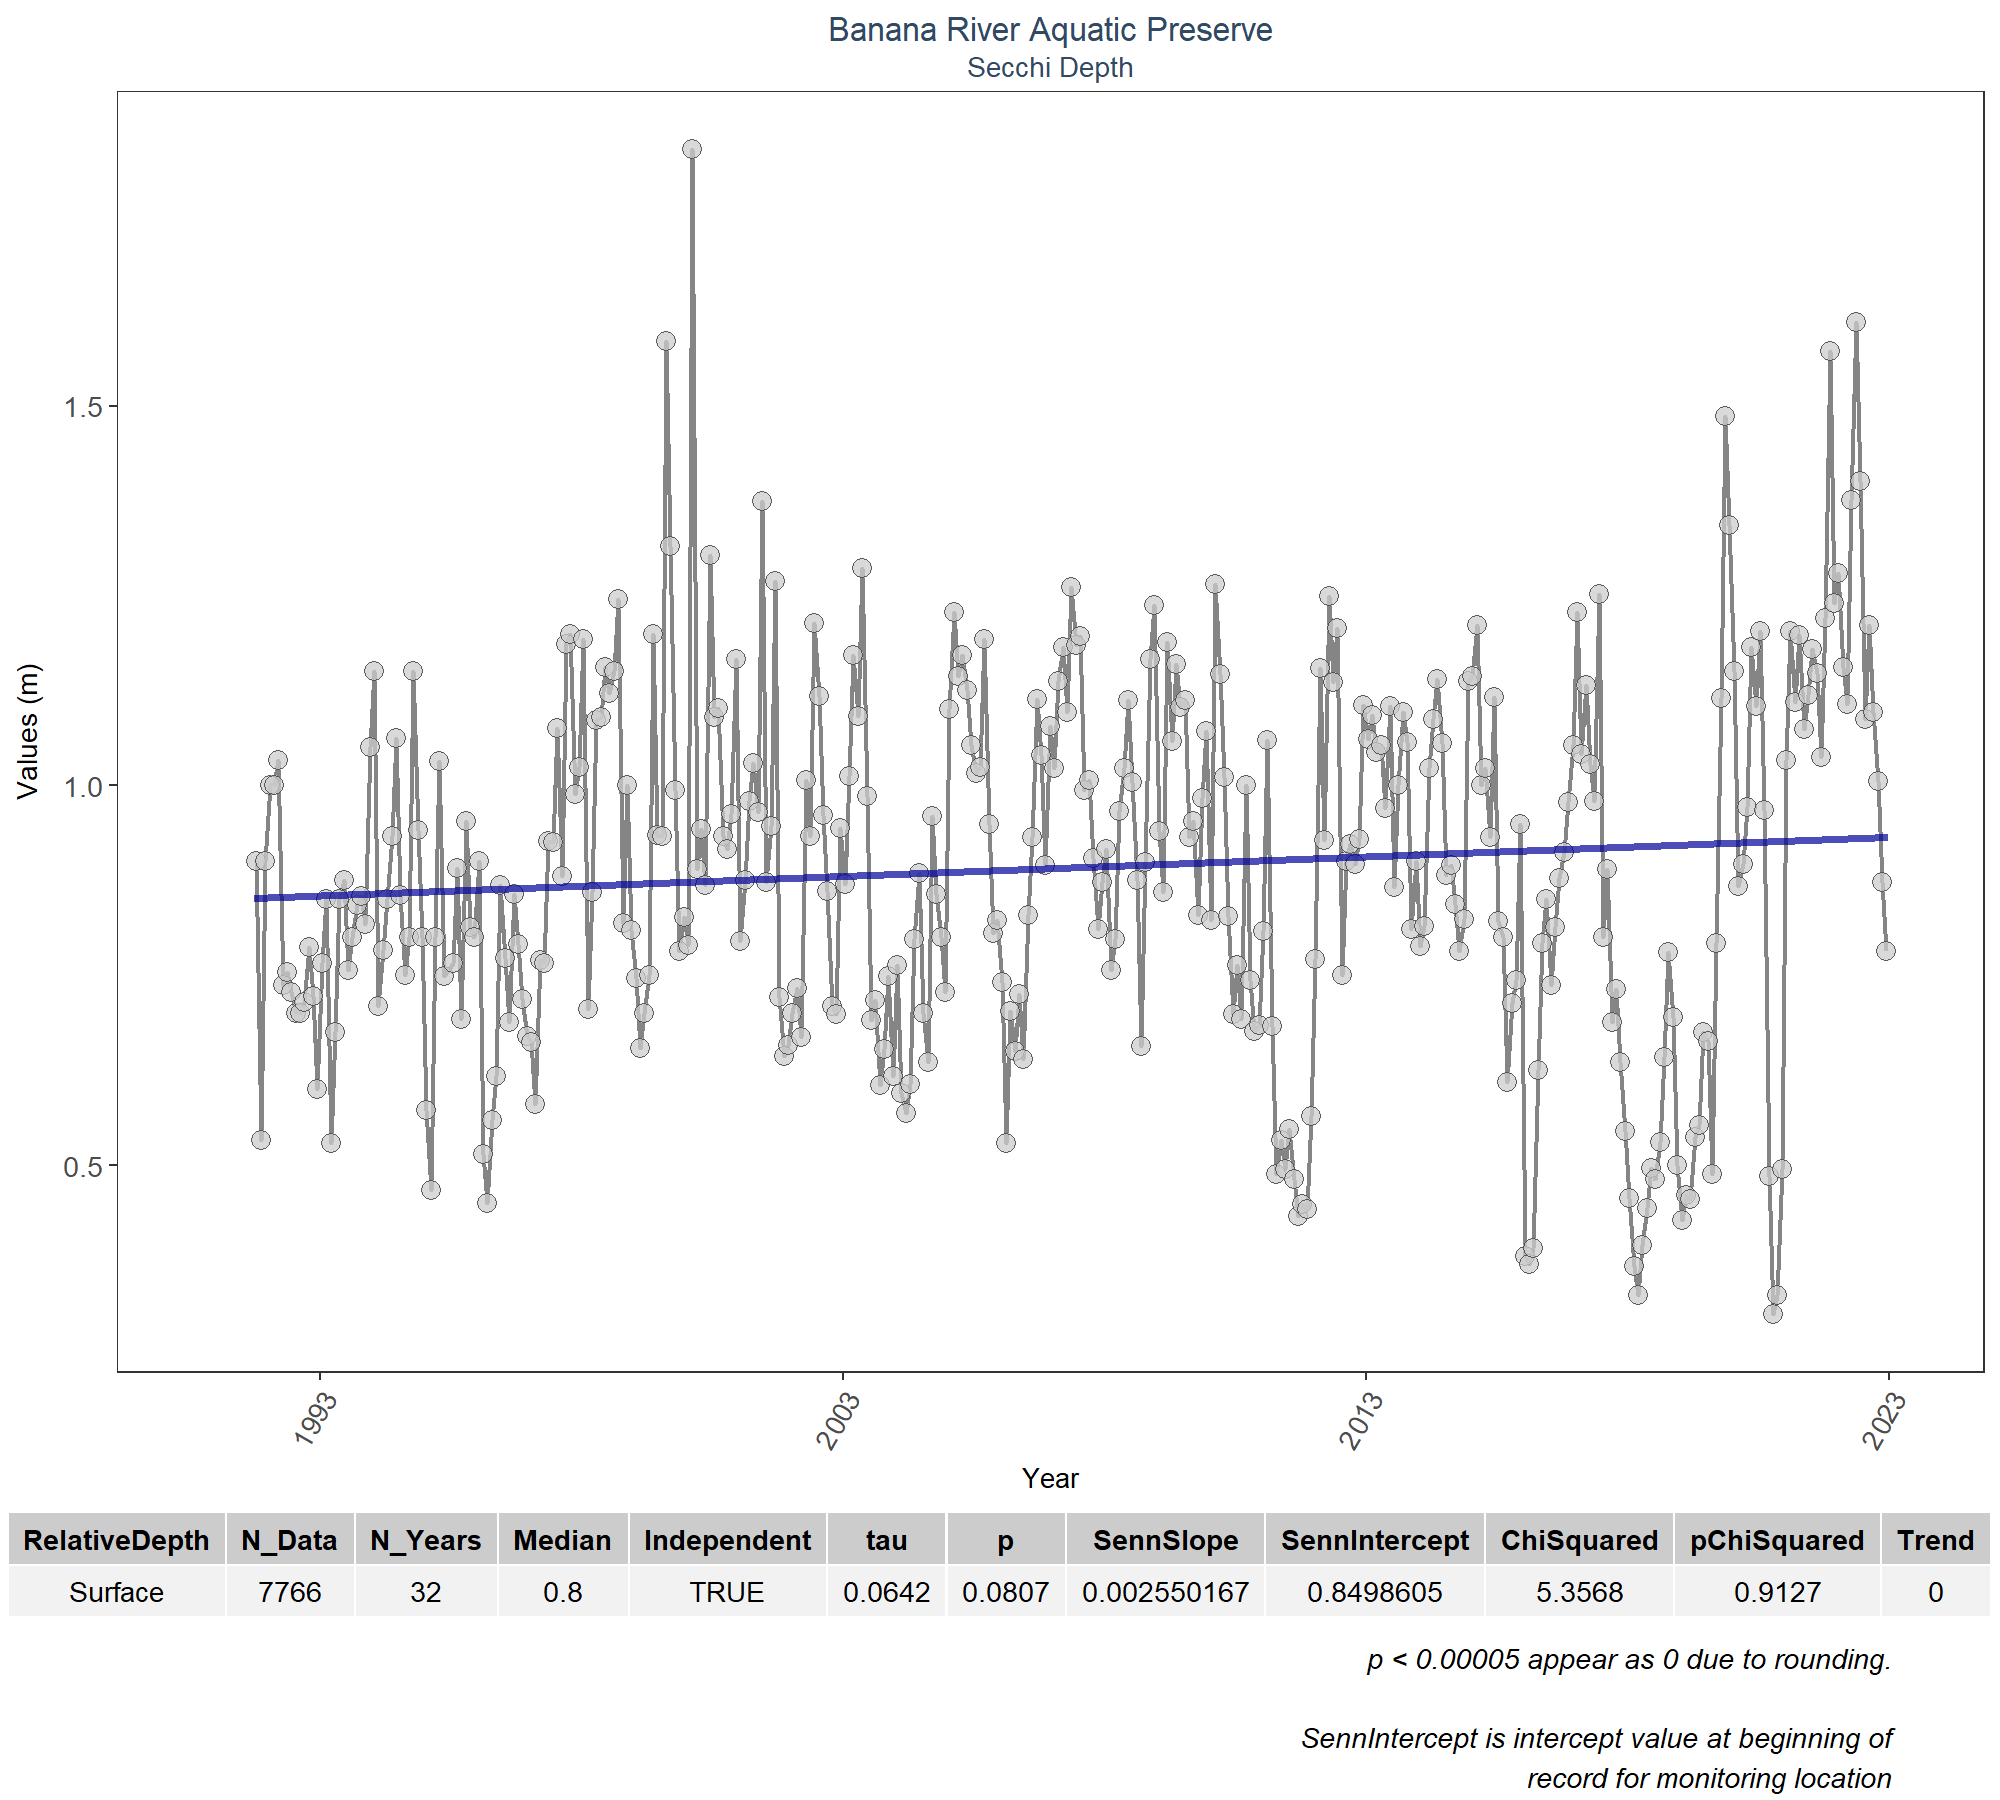 Banana River Aquatic Preserve
Secchi Depth
Values (m)
1.5
1.0
0.5
1993 2003 2013 2023
Year
RelativeDepth N_Data N_Years Median Independent tau p SennSlope SennIntercept ChiSquared pChiSquared Trend
Surface 7766 32 0.8 TRUE 0.0642 0.0807 0.002550167 0.8498605 5.3568 0.9127 0
p < 0.00005 appear as 0 due to rounding.
SennIntercept is intercept value at beginning of
record for monitoring location